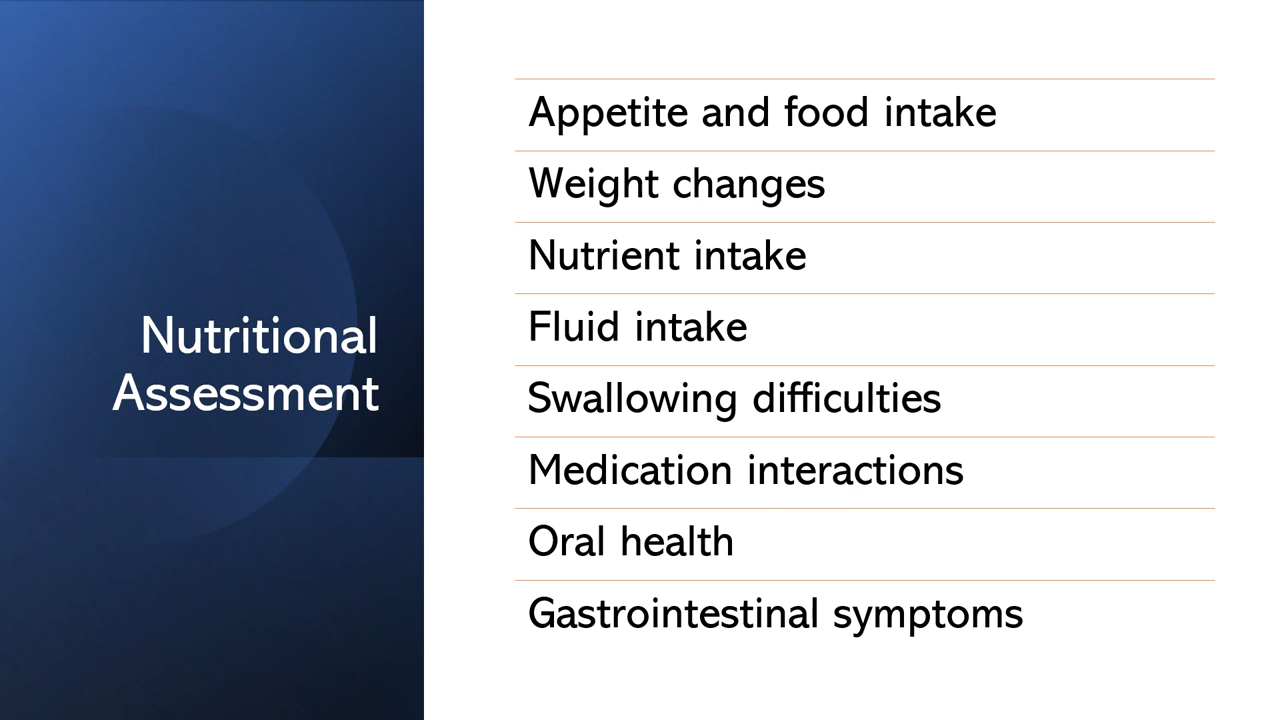 Nutritional
Assessment
Appetite and food intake
Weight changes
Nutrient intake
Fluid intake
Swallowing difficulties
Medication interactions
Oral health
Gastrointestinal symptoms